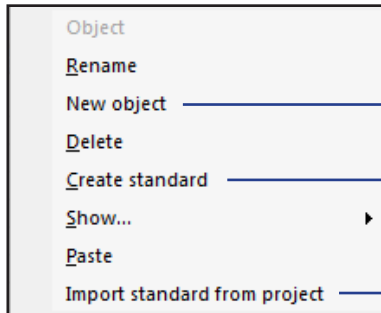 Object
Rename
New object
Delete
Create standard
Show...
Paste
Import standard from project